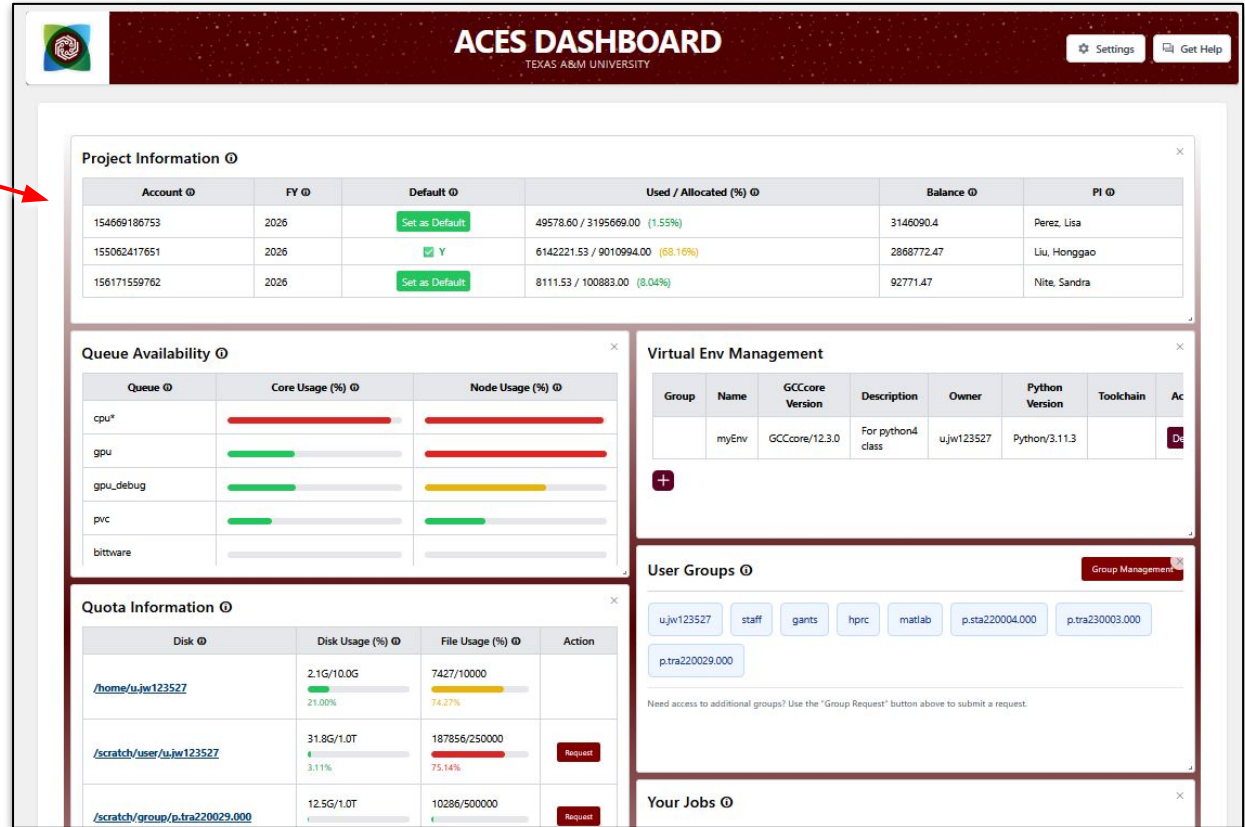 ACES DASHBOARD
TEXAS A&M UNIVERSITY
Settings
Get Help
Project Information
Account FY Default Used / Allocated (%) Balance PI
154669186753 2026 Set as Default 49578.60 / 3195669.00 (1.55%) 3146090.4 Perez, Lisa
155062417651 2026 Y 6142221.53 / 9010994.00 (68.16%) 2868772.47 Liu, Honggao
156171559762 2026 Set as Default 8111.53 / 100883.00 (8.04%) 92771.47 Nite, Sandra
Queue Availability
Queue Core Usage (%) Node Usage (%)
cpu*
gpu
gpu_debug
pvc
bittware
Quota Information
Disk Disk Usage (%) File Usage (%) Action
/home/u.jw123527 2.1G/10.0G 7427/10000
21.00% 74.27%
/scratch/user/u.jw123527 31.8G/1.0T 187856/250000 Request
3.11% 75.14%
/scratch/group/p.tra220029.000 12.5G/1.0T 10286/500000 Request
Virtual Env Management
Group Name GCCcore Version Description Owner Python Version Toolchain Ac
myEnv GCCcore/12.3.0 For python4 class u.jw123527 Python/3.11.3 De
User Groups
Group Management
u.jw123527 staff gants hprc matlab p.sta220004.000 p.tra230003.000
p.tra220029.000
Need access to additional groups? Use the "Group Request" button above to submit a request.
Your Jobs